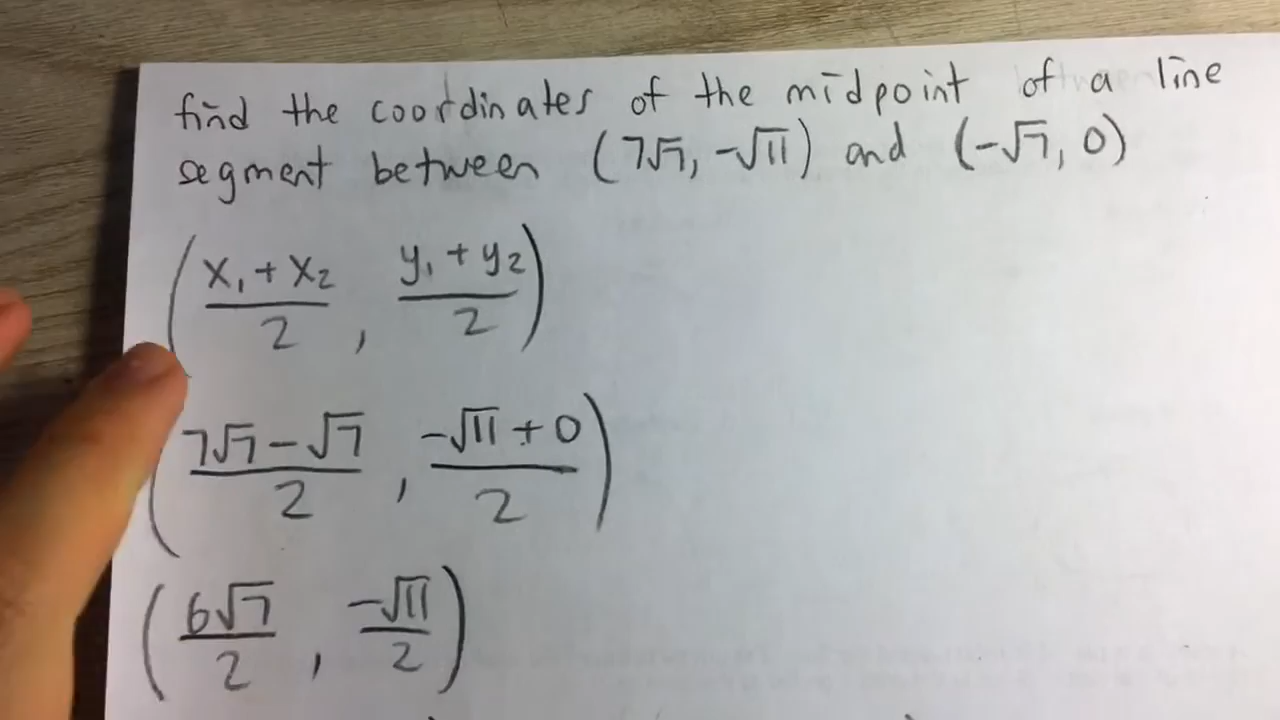 find the coordinates of the midpoint of a line
segment between (7√7, -√11) and (-√7, 0)
(x₁ + x₂ / 2 , y₁ + y₂ / 2)
(7√7 - √7 / 2 , -√11 + 0 / 2)
(6√7 / 2 , -√11 / 2)